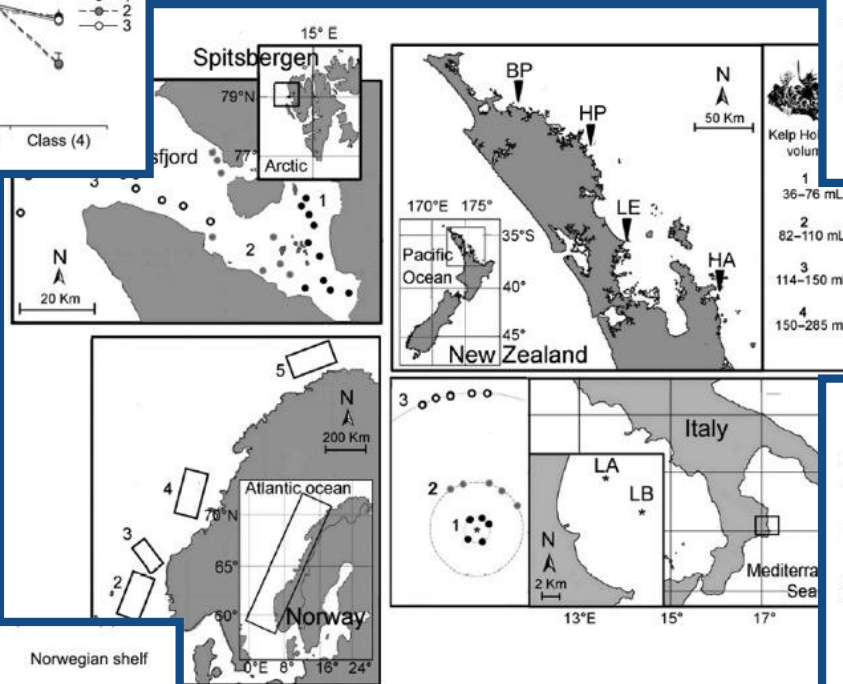 2
3
Class (4)
Spitsbergen
15° E
79°N
77°
Arctic
sfjord
3
1
2
N
20 Km
BP
HP
LE
HA
N
50 Km
170°E 175°
35°S
Pacific
Ocean
40°
45°
New Zealand
Kelp Hol
volum
1
36–76 mL
2
82–110 mL
3
114–150 m
4
150–285 m
5
N
200 Km
4
3
2
Atlantic ocean
70°N
65°
60°
Norway
0°E 8° 16° 24°
Norwegian shelf
3
2
1
Italy
LA
LB
N
2 Km
Mediterra
Sea
13°E 15° 17°